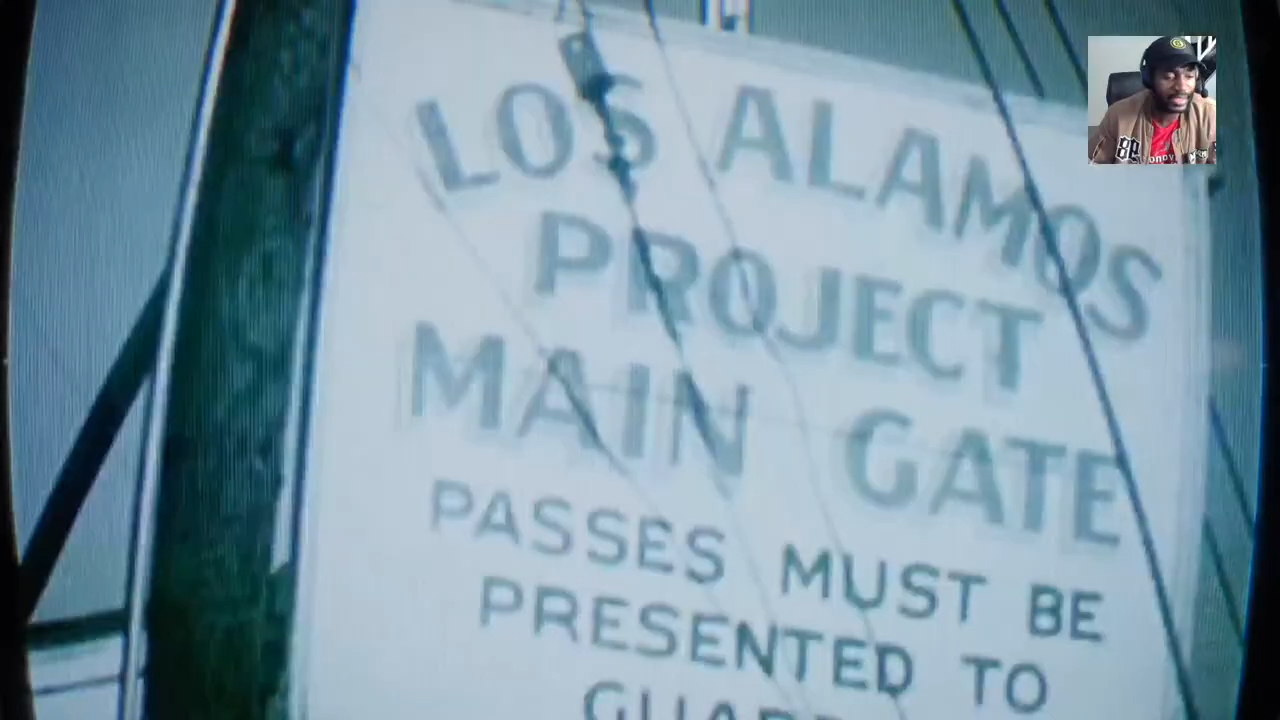 LOS ALAMOS
PROJECT
MAIN GATE
PASSES MUST BE
PRESENTED TO